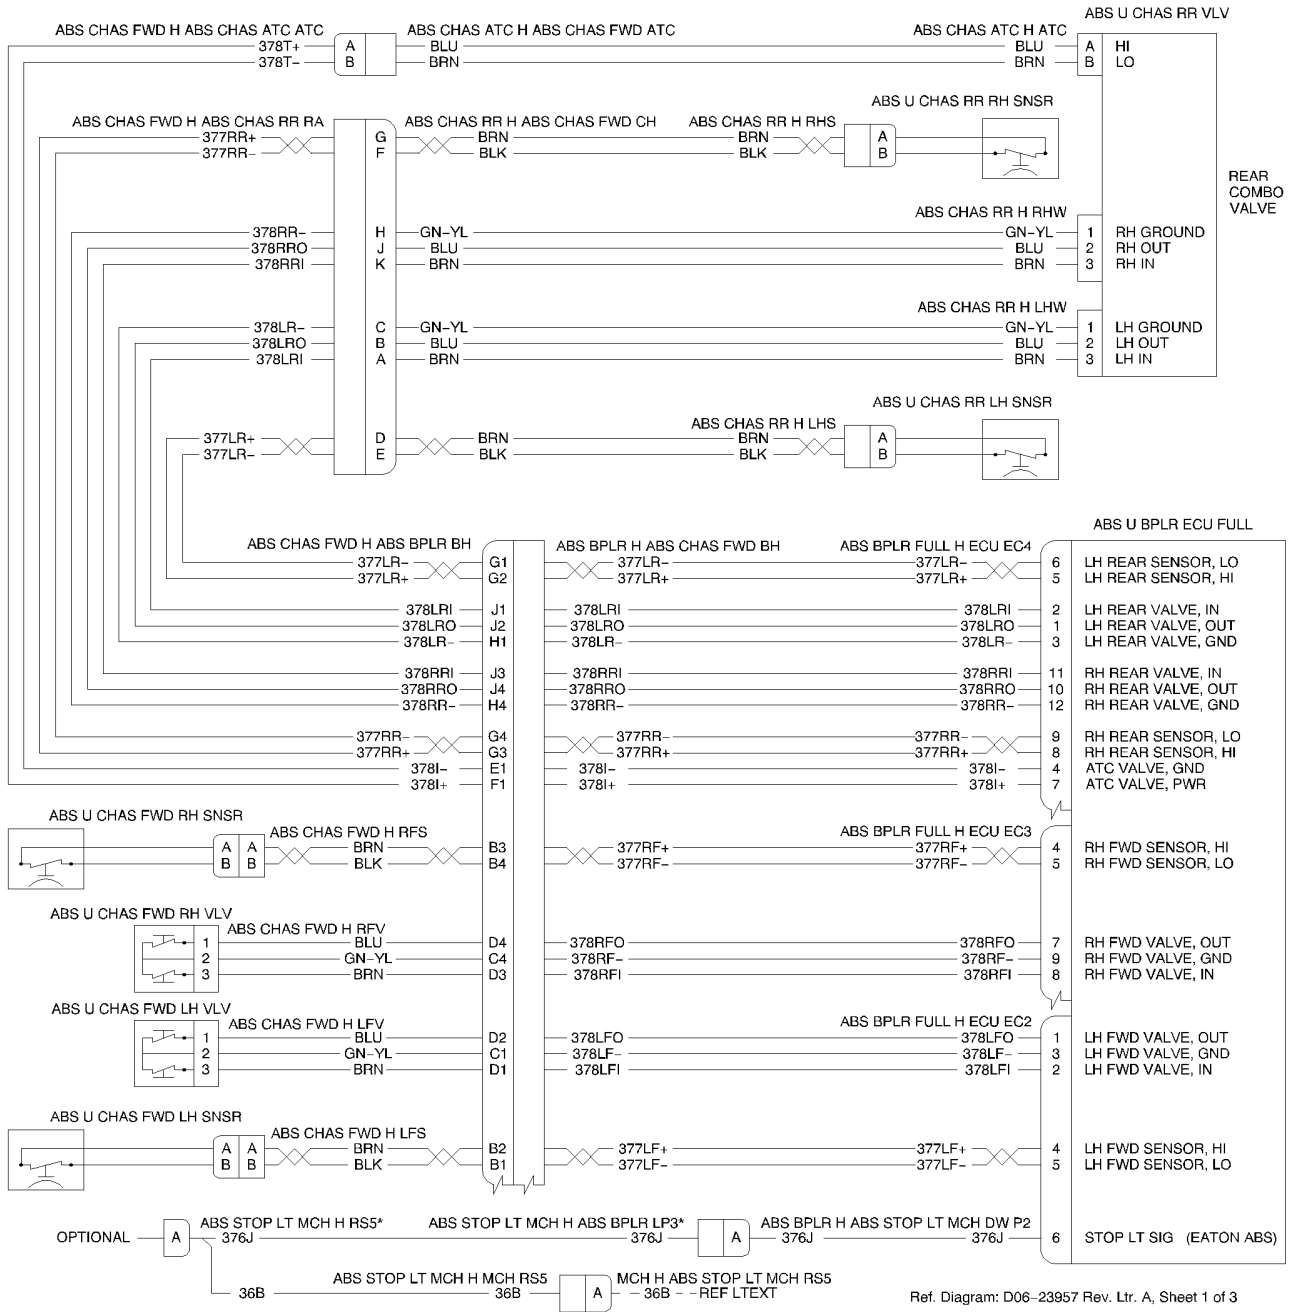 ABS U CHAS RR VLV
ABS CHAS FWD H ABS CHAS ATC ATC ABS CHAS ATC H ABS CHAS FWD ATC ABS CHAS ATC H ATC
378T+ A BLU BLU A HI
378T− B BRN BRN B LO
ABS U CHAS RR RH SNSR
ABS CHAS FWD H ABS CHAS RR RA ABS CHAS RR H ABS CHAS FWD CH ABS CHAS RR H RHS
377RR+ G BRN BRN A
377RR− F BLK BLK B
REAR
COMBO
VALVE
ABS CHAS RR H RHW
378RR− H GN−YL GN−YL 1 RH GROUND
378RRO J BLU BLU 2 RH OUT
378RRI K BRN BRN 3 RH IN
ABS CHAS RR H LHW
378LR− C GN−YL GN−YL 1 LH GROUND
378LRO B BLU BLU 2 LH OUT
378LRI A BRN BRN 3 LH IN
ABS U CHAS RR LH SNSR
ABS CHAS RR H LHS
377LR+ D BRN BRN A
377LR− E BLK BLK B
ABS U BPLR ECU FULL
ABS CHAS FWD H ABS BPLR BH ABS BPLR H ABS CHAS FWD BH ABS BPLR FULL H ECU EC4
377LR− G1 377LR− 377LR− 6 LH REAR SENSOR, LO
377LR+ G2 377LR+ 377LR+ 5 LH REAR SENSOR, HI
378LRI J1 378LRI 378LRI 2 LH REAR VALVE, IN
378LRO J2 378LRO 378LRO 1 LH REAR VALVE, OUT
378LR− H1 378LR− 378LR− 3 LH REAR VALVE, GND
378RRI J3 378RRI 378RRI 11 RH REAR VALVE, IN
378RRO J4 378RRO 378RRO 10 RH REAR VALVE, OUT
378RR− H4 378RR− 378RR− 12 RH REAR VALVE, GND
377RR− G4 377RR− 377RR− 9 RH REAR SENSOR, LO
377RR+ G3 377RR+ 377RR+ 8 RH REAR SENSOR, HI
378I− E1 378I− 378I− 4 ATC VALVE, GND
378I+ F1 378I+ 378I+ 7 ATC VALVE, PWR
ABS U CHAS FWD RH SNSR
ABS CHAS FWD H RFS ABS BPLR FULL H ECU EC3
A A BRN B3 377RF+ 377RF+ 4 RH FWD SENSOR, HI
B B BLK B4 377RF− 377RF− 5 RH FWD SENSOR, LO
ABS U CHAS FWD RH VLV
ABS CHAS FWD H RFV
1 BLU D4 378RFO 378RFO 7 RH FWD VALVE, OUT
2 GN−YL C4 378RF− 378RF− 9 RH FWD VALVE, GND
3 BRN D3 378RFI 378RFI 8 RH FWD VALVE, IN
ABS U CHAS FWD LH VLV
ABS CHAS FWD H LFV ABS BPLR FULL H ECU EC2
1 BLU D2 378LFO 378LFO 1 LH FWD VALVE, OUT
2 GN−YL C1 378LF− 378LF− 3 LH FWD VALVE, GND
3 BRN D1 378LFI 378LFI 2 LH FWD VALVE, IN
ABS U CHAS FWD LH SNSR
ABS CHAS FWD H LFS
A A BRN B2 377LF+ 377LF+ 4 LH FWD SENSOR, HI
B B BLK B1 377LF− 377LF− 5 LH FWD SENSOR, LO
ABS STOP LT MCH H RS5* ABS STOP LT MCH H ABS BPLR LP3* ABS BPLR H ABS STOP LT MCH DW P2
OPTIONAL A 376J 376J A 376J 376J 6 STOP LT SIG (EATON ABS)
ABS STOP LT MCH H MCH RS5 MCH H ABS STOP LT MCH RS5
36B 36B A 36B −−REF LTEXT
Ref. Diagram: D06−23957 Rev. Ltr. A, Sheet 1 of 3